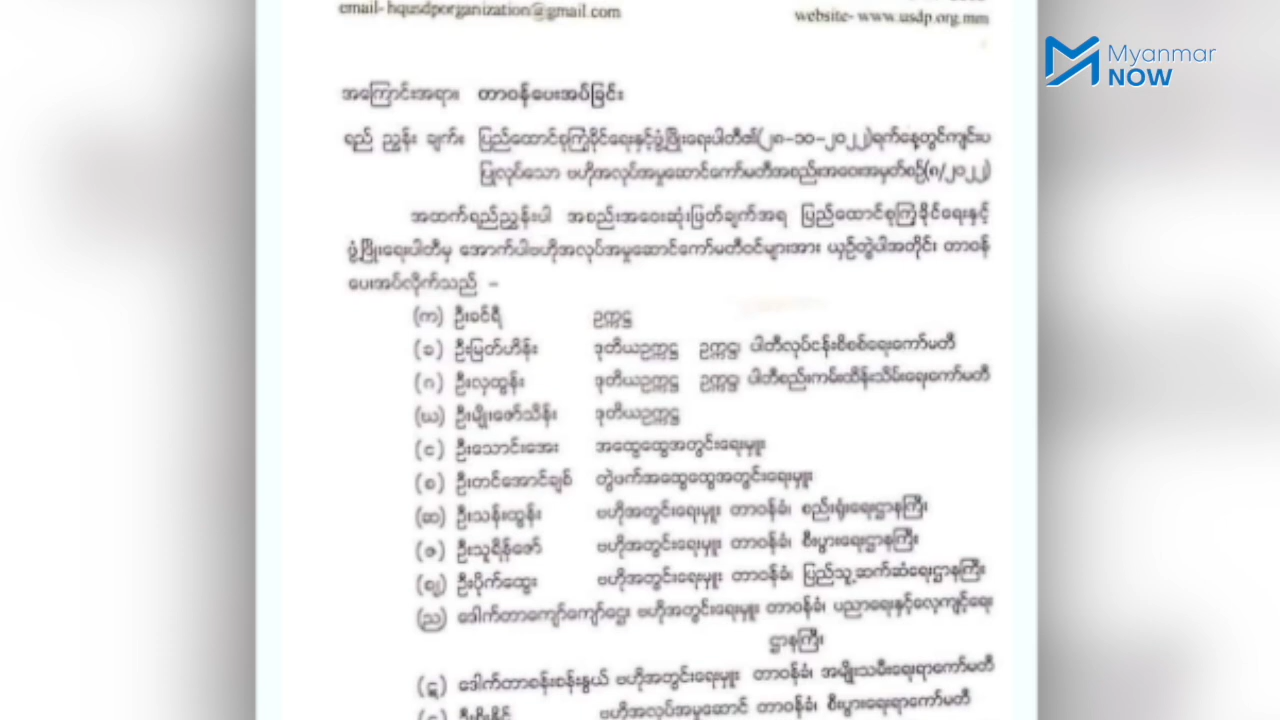 email- hqusdporganization@gmail.com
website- www.usdp.org.mm
Myanmar
NOW
အကြောင်းအရာ။ တာဝန်ပေးအပ်ခြင်း
ရည် ညွှန်း ချက်။ ပြည်ထောင်စုကြံ့ခိုင်ရေးနှင့်ဖွံ့ဖြိုးရေးပါတီ၏(၂၈-၁၀-၂၀၂၂)ရက်နေ့တွင်ကျင်းပ
ပြုလုပ်သော ဗဟိုအလုပ်အမှုဆောင်ကော်မတီအစည်းအဝေးအမှတ်စဉ်(၈/၂၀၂၂)
အထက်ရည်ညွှန်းပါ အစည်းအဝေးဆုံးဖြတ်ချက်အရ ပြည်ထောင်စုကြံ့ခိုင်ရေးနှင့်
ဖွံ့ဖြိုးရေးပါတီမှ အောက်ပါဗဟိုအလုပ်အမှုဆောင်ကော်မတီဝင်များအား ယှဉ်တွဲပါအတိုင်း တာဝန်
ပေးအပ်လိုက်သည် -
(က) ဦးခင်ရီ ဥက္ကဋ္ဌ
(ခ) ဦးမြတ်ဟိန်း ဒုတိယဥက္ကဋ္ဌ ဥက္ကဋ္ဌ၊ ပါတီလုပ်ငန်းစိစစ်ရေးကော်မတီ
(ဂ) ဦးလှထွန်း ဒုတိယဥက္ကဋ္ဌ ဥက္ကဋ္ဌ၊ ပါတီစည်းကမ်းထိန်းသိမ်းရေးကော်မတီ
(ဃ) ဦးမျိုးဇော်သိန်း ဒုတိယဥက္ကဋ္ဌ
(င) ဦးသောင်းအေး အထွေထွေအတွင်းရေးမှူး
(စ) ဦးတင်အောင်ချစ် တွဲဖက်အထွေထွေအတွင်းရေးမှူး
(ဆ) ဦးသန်းထွန်း ဗဟိုအတွင်းရေးမှူး တာဝန်ခံ၊ စည်းရုံးရေးဌာနကြီး
(ဇ) ဦးသူရိန်ဇော် ဗဟိုအတွင်းရေးမှူး တာဝန်ခံ၊ စီးပွားရေးဌာနကြီး
(ဈ) ဦးပိုက်ထွေး ဗဟိုအတွင်းရေးမှူး တာဝန်ခံ၊ ပြည်သူ့ဆက်ဆံရေးဌာနကြီး
(ည) ဒေါက်တာကျော်ကျော်ဌေး ဗဟိုအတွင်းရေးမှူး တာဝန်ခံ၊ ပညာရေးနှင့်လေ့ကျင့်ရေး
ဌာနကြီး
(ဋ) ဒေါက်တာစန်းစန်းနွယ် ဗဟိုအတွင်းရေးမှူး တာဝန်ခံ၊ အမျိုးသမီးရေးရာကော်မတီ
ဗဟိုအလုပ်အမှုဆောင် တာဝန်ခံ၊ စီးပွားရေးရာကော်မတီ